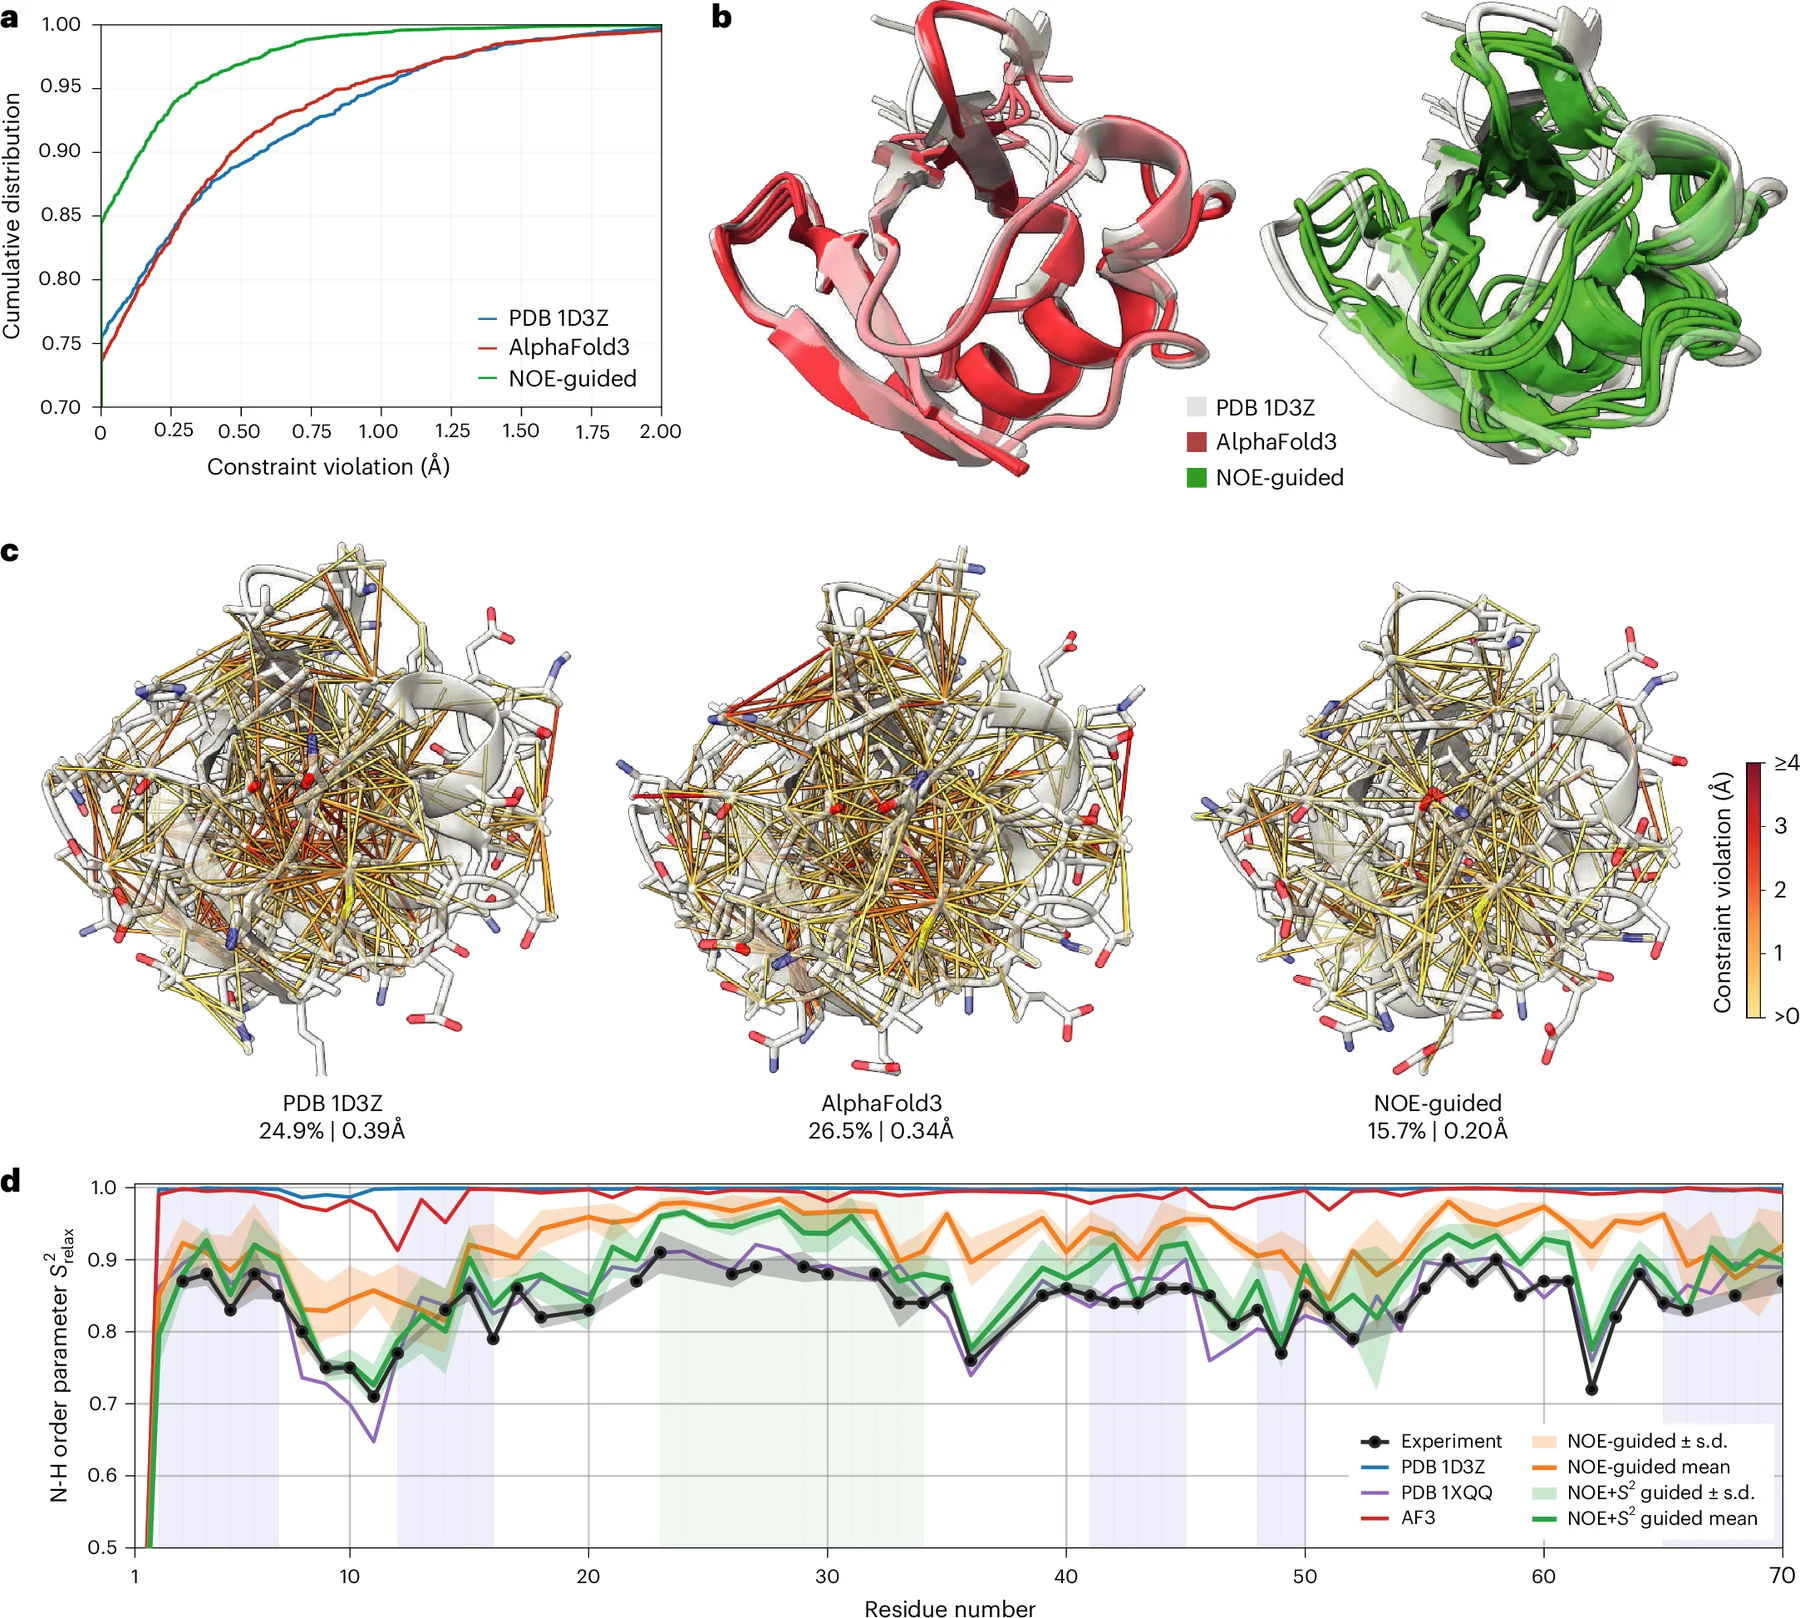 a
1.00
0.95
0.90
0.85
0.80
0.75
0.70
Cumulative distribution
0
0.25
0.50
0.75
1.00
1.25
1.50
1.75
2.00
Constraint violation (Å)
PDB 1D3Z
AlphaFold3
NOE-guided
b
PDB 1D3Z
AlphaFold3
NOE-guided
c
PDB 1D3Z
24.9% | 0.39Å
AlphaFold3
26.5% | 0.34Å
NOE-guided
15.7% | 0.20Å
Constraint violation (Å)
≥4
3
2
1
>0
d
N-H order parameter S²relax
1.0
0.9
0.8
0.7
0.6
0.5
1
10
20
30
40
50
60
70
Residue number
Experiment
PDB 1D3Z
PDB 1XQQ
AF3
NOE-guided ± s.d.
NOE-guided mean
NOE+S² guided ± s.d.
NOE+S² guided mean